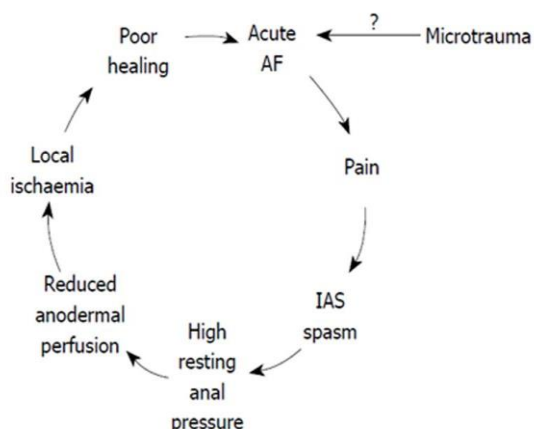 Poor
healing
Acute
AF
?
Microtrauma
Pain
IAS
spasm
High
resting
anal
pressure
Reduced
anodermal
perfusion
Local
ischaemia